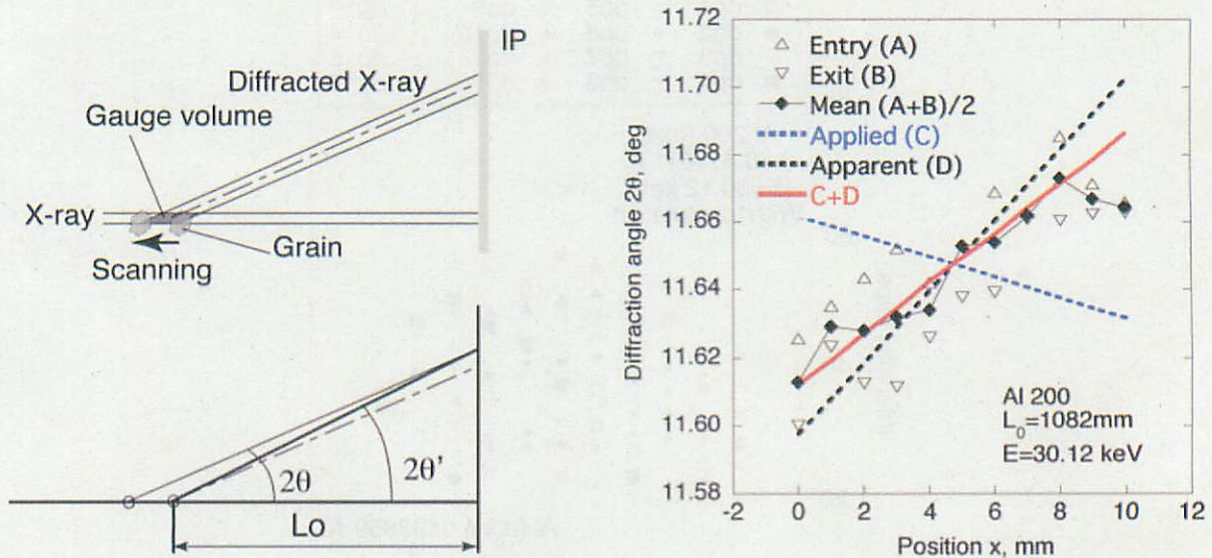 IP
Diffracted X-ray
Gauge volume
X-ray
Grain
Scanning
2θ
2θ'
Lo
11.72
11.70
11.68
11.66
11.64
11.62
11.60
11.58
Diffraction angle 2θ, deg
Entry (A)
Exit (B)
Mean (A+B)/2
Applied (C)
Apparent (D)
C+D
Al 200
L₀=1082mm
E=30.12 keV
-2 0 2 4 6 8 10 12
Position x, mm